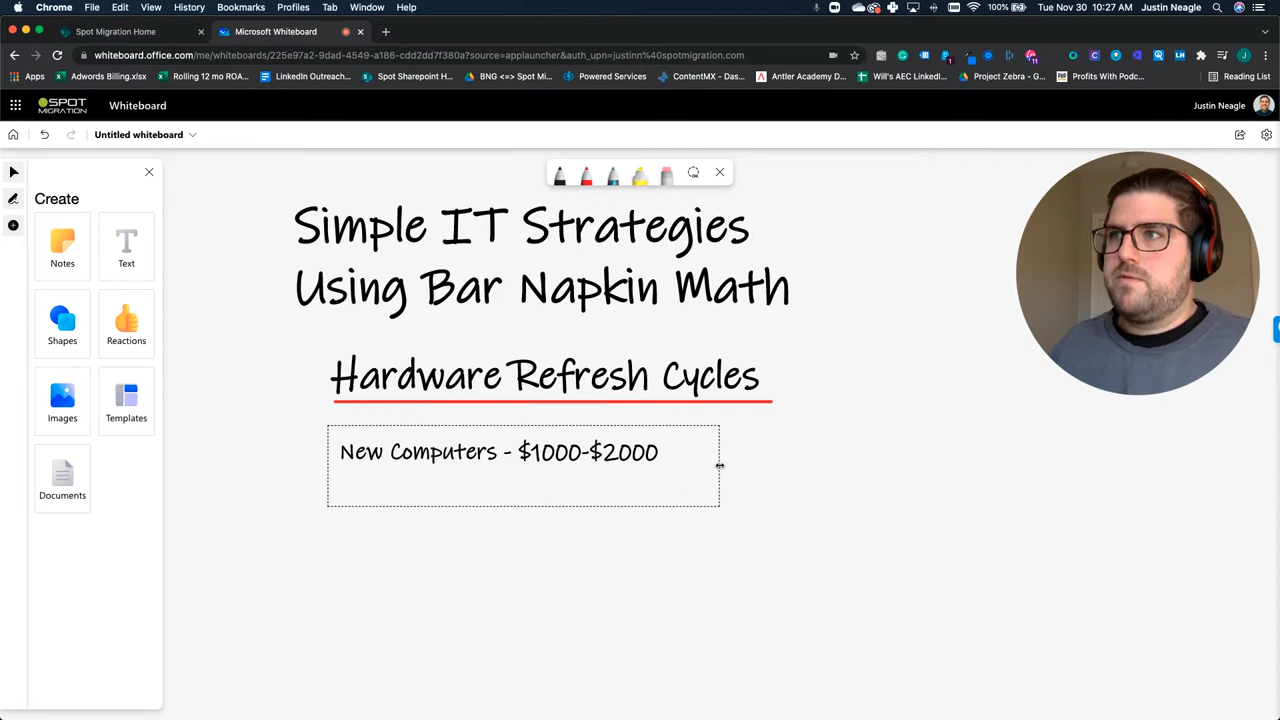 Chrome File Edit View History Bookmarks Profiles Tab Window Help 100% Tue Nov 30 10:27 AM Justin Neagle
Spot Migration Home Microsoft Whiteboard
whiteboard.office.com/me/whiteboards/225e97a2-9dad-4549-a186-cdd2dd7f380a?source=applauncher&auth_upn=justinn%40spotmigration.com
Apps Adwords Billing.xlsx Rolling 12 mo ROA... LinkedIn Outreach... Spot Sharepoint H... BNG <=> Spot Mi... Powered Services ContentMX - Das... Antler Academy D... Will's AEC LinkedI... Project Zebra - G... Profits With Podc... Reading List
SPOT MIGRATION Whiteboard Justin Neagle
Untitled whiteboard
Create
Notes Text
Shapes Reactions
Images Templates
Documents
Simple IT Strategies
Using Bar Napkin Math
Hardware Refresh Cycles
New Computers - $1000-$2000